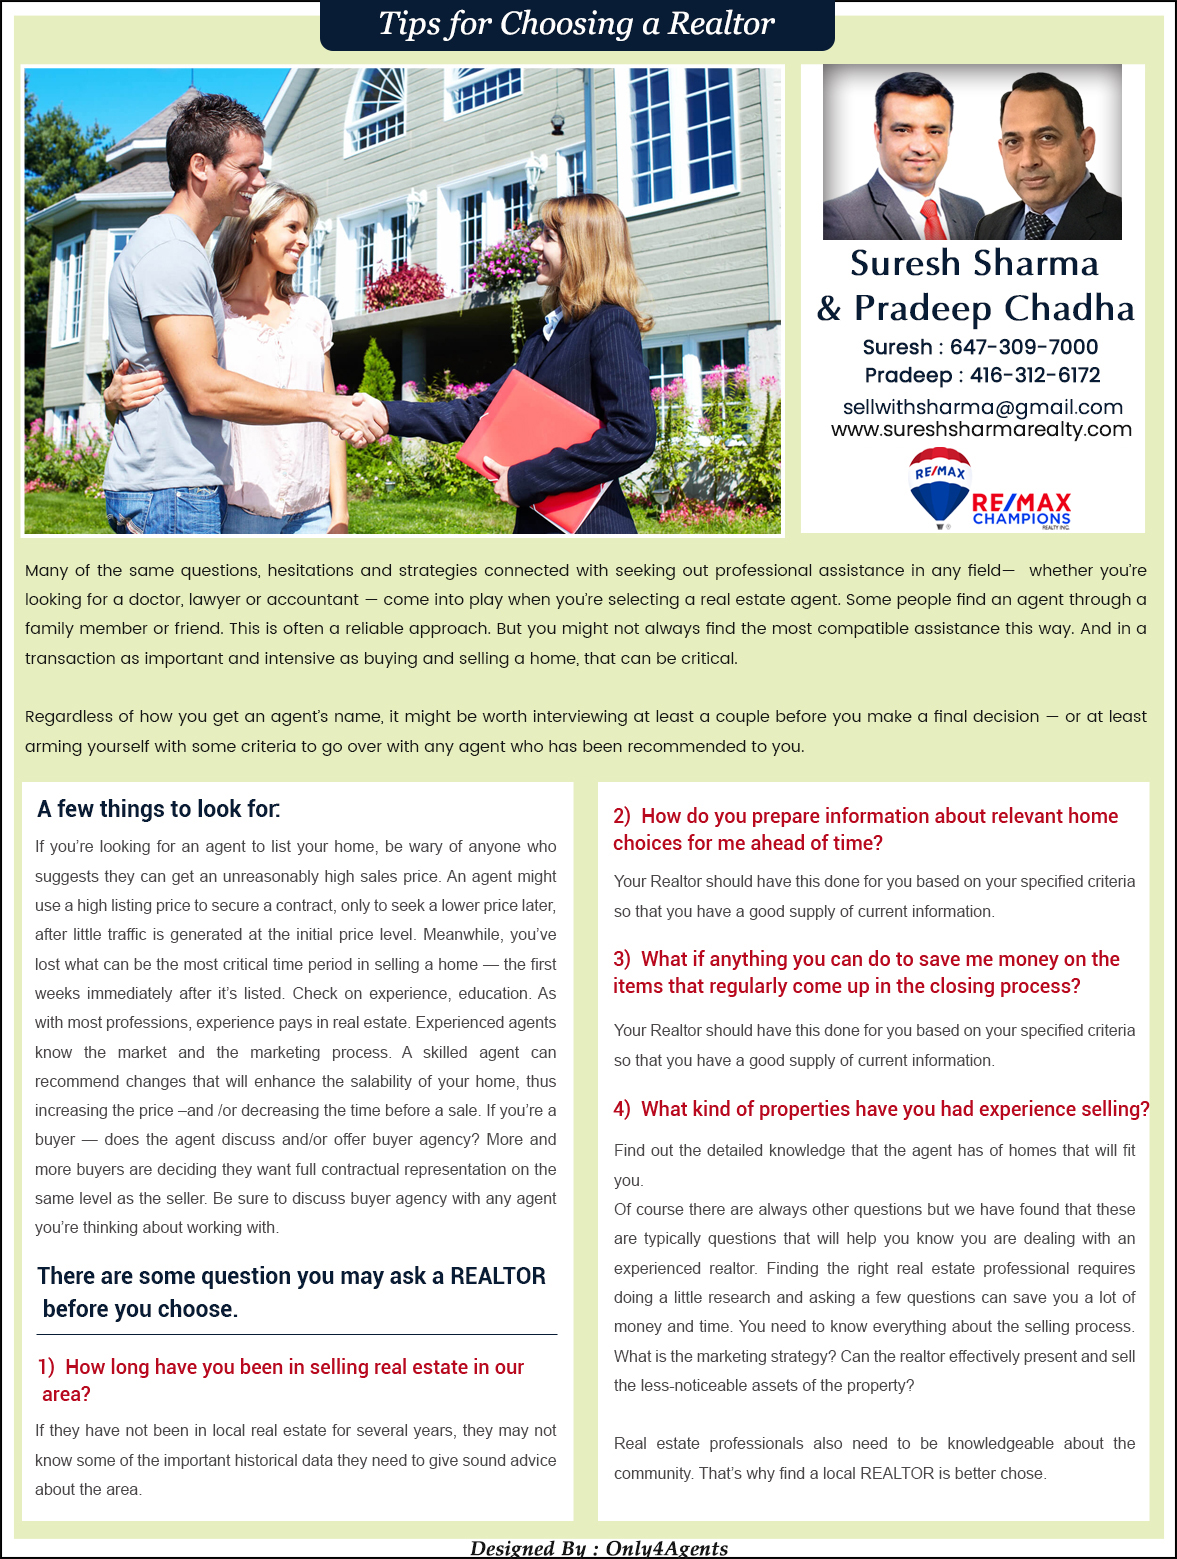 Tips for Choosing a Realtor
Suresh Sharma
& Pradeep Chadha
Suresh : 647-309-7000
Pradeep : 416-312-6172
sellwithsharma@gmail.com
www.sureshsharmarealty.com
RE/MAX
RE/MAX
CHAMPIONS
REALTY INC.
Many of the same questions, hesitations and strategies connected with seeking out professional assistance in any field— whether you're
looking for a doctor, lawyer or accountant — come into play when you're selecting a real estate agent. Some people find an agent through a
family member or friend. This is often a reliable approach. But you might not always find the most compatible assistance this way. And in a
transaction as important and intensive as buying and selling a home, that can be critical.
Regardless of how you get an agent's name, it might be worth interviewing at least a couple before you make a final decision — or at least
arming yourself with some criteria to go over with any agent who has been recommended to you.
A few things to look for:
If you're looking for an agent to list your home, be wary of anyone who
suggests they can get an unreasonably high sales price. An agent might
use a high listing price to secure a contract, only to seek a lower price later,
after little traffic is generated at the initial price level. Meanwhile, you've
lost what can be the most critical time period in selling a home — the first
weeks immediately after it's listed. Check on experience, education. As
with most professions, experience pays in real estate. Experienced agents
know the market and the marketing process. A skilled agent can
recommend changes that will enhance the salability of your home, thus
increasing the price –and /or decreasing the time before a sale. If you're a
buyer — does the agent discuss and/or offer buyer agency? More and
more buyers are deciding they want full contractual representation on the
same level as the seller. Be sure to discuss buyer agency with any agent
you're thinking about working with.
There are some question you may ask a REALTOR
before you choose.
1) How long have you been in selling real estate in our
area?
If they have not been in local real estate for several years, they may not
know some of the important historical data they need to give sound advice
about the area.
2) How do you prepare information about relevant home
choices for me ahead of time?
Your Realtor should have this done for you based on your specified criteria
so that you have a good supply of current information.
3) What if anything you can do to save me money on the
items that regularly come up in the closing process?
Your Realtor should have this done for you based on your specified criteria
so that you have a good supply of current information.
4) What kind of properties have you had experience selling?
Find out the detailed knowledge that the agent has of homes that will fit
you.
Of course there are always other questions but we have found that these
are typically questions that will help you know you are dealing with an
experienced realtor. Finding the right real estate professional requires
doing a little research and asking a few questions can save you a lot of
money and time. You need to know everything about the selling process.
What is the marketing strategy? Can the realtor effectively present and sell
the less-noticeable assets of the property?
Real estate professionals also need to be knowledgeable about the
community. That's why find a local REALTOR is better chose.
Designed By : Only4Agents